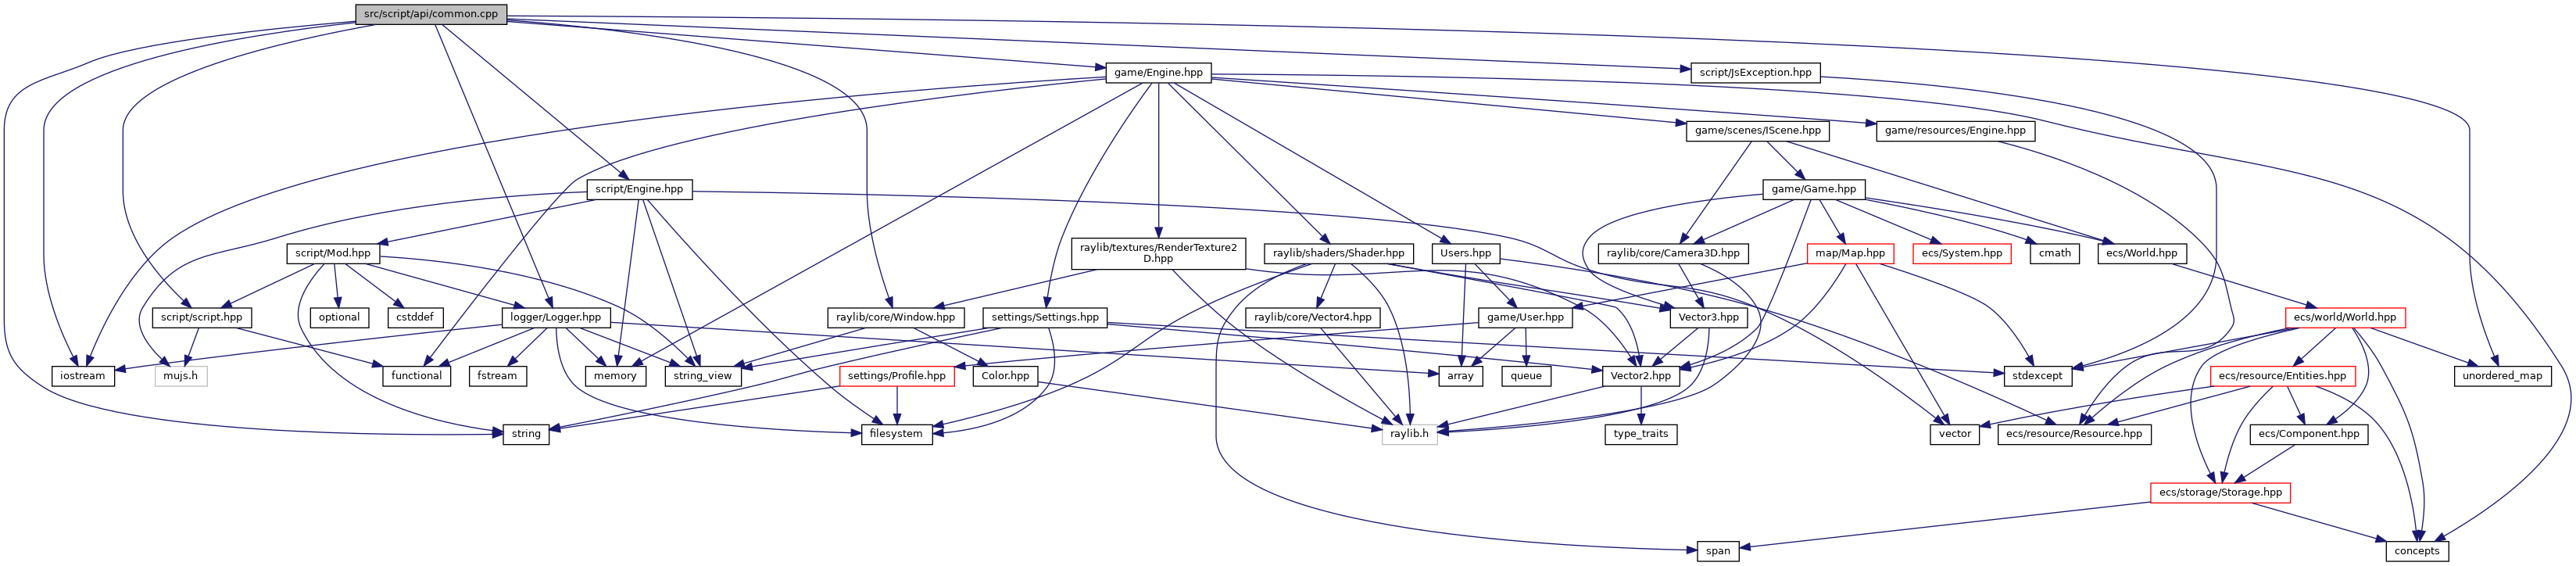 src/script/api/common.cpp
game/Engine.hpp
script/JsException.hpp
game/scenes/IScene.hpp
game/resources/Engine.hpp
script/Engine.hpp
game/Game.hpp
script/Mod.hpp
raylib/textures/RenderTexture2
D.hpp
raylib/shaders/Shader.hpp
Users.hpp
raylib/core/Camera3D.hpp
map/Map.hpp
ecs/System.hpp
cmath
ecs/World.hpp
script/script.hpp
optional
cstddef
logger/Logger.hpp
raylib/core/Window.hpp
settings/Settings.hpp
raylib/core/Vector4.hpp
game/User.hpp
Vector3.hpp
ecs/world/World.hpp
iostream
mujs.h
functional
fstream
memory
string_view
settings/Profile.hpp
Color.hpp
array
queue
Vector2.hpp
stdexcept
ecs/resource/Entities.hpp
unordered_map
string
filesystem
raylib.h
type_traits
vector
ecs/resource/Resource.hpp
ecs/Component.hpp
ecs/storage/Storage.hpp
span
concepts